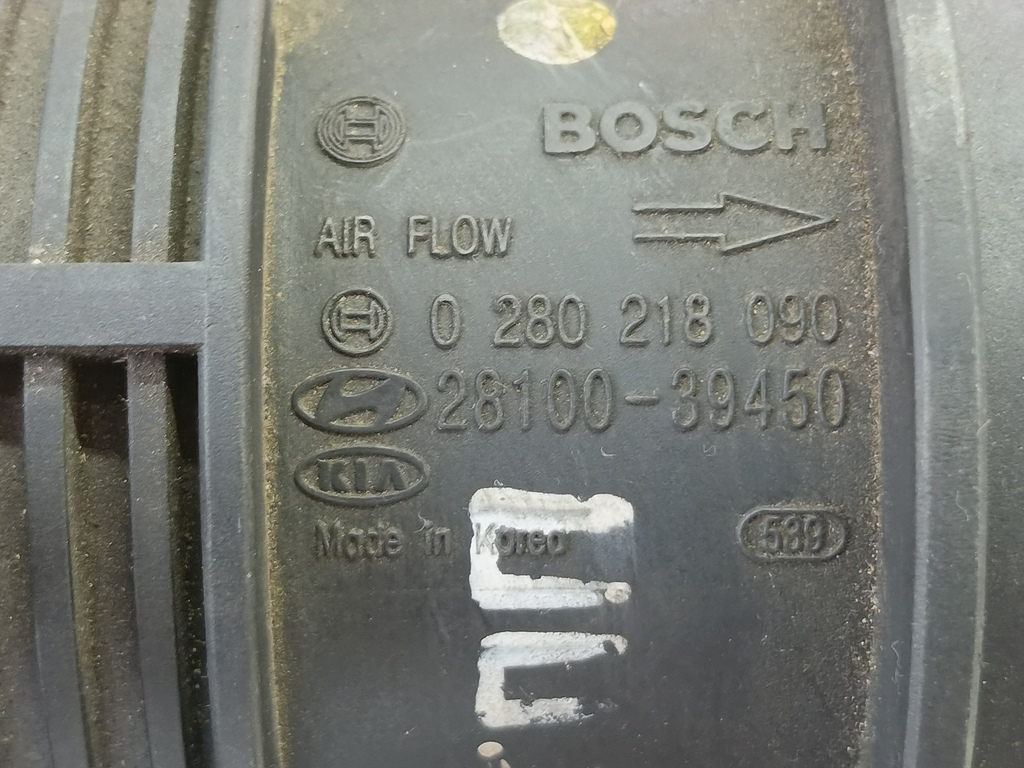 BOSCH
AIR FLOW
0 280 218 090
28100-39450
KIA
Made in Korea
589